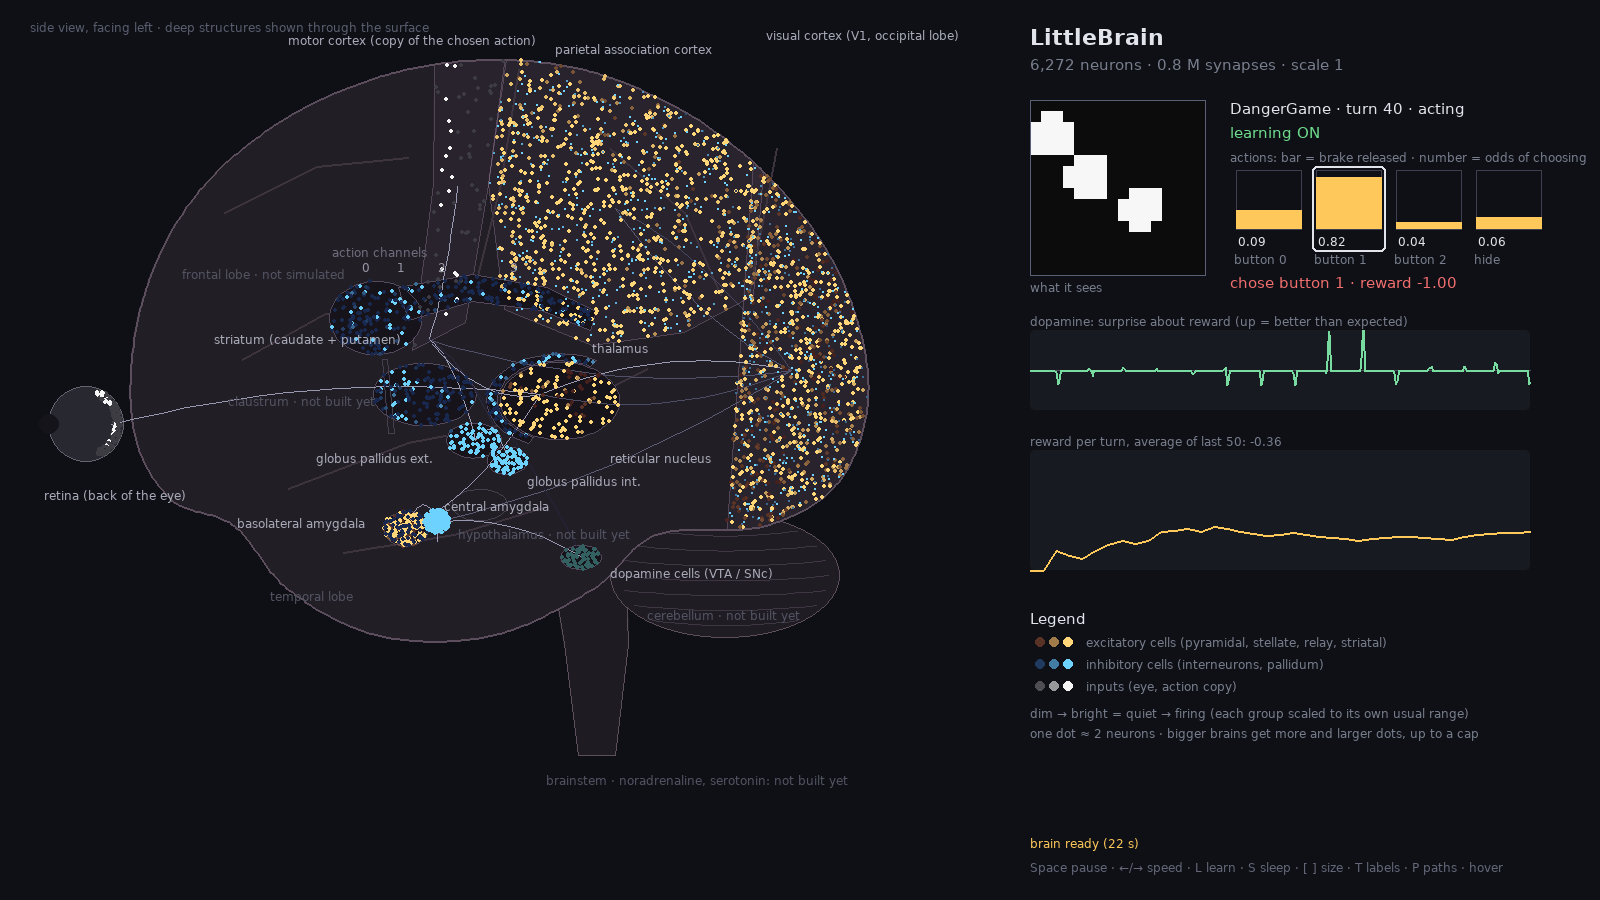 side view, facing left · deep structures shown through the surface
motor cortex (copy of the chosen action)
parietal association cortex
visual cortex (V1, occipital lobe)
action channels
0 1 2
frontal lobe · not simulated
striatum (caudate + putamen)
thalamus
claustrum · not built yet
globus pallidus ext.
reticular nucleus
globus pallidus int.
retina (back of the eye)
central amygdala
basolateral amygdala
hypothalamus · not built yet
dopamine cells (VTA / SNc)
temporal lobe
cerebellum · not built yet
brainstem · noradrenaline, serotonin: not built yet
LittleBrain
6,272 neurons · 0.8 M synapses · scale 1
what it sees
DangerGame · turn 40 · acting
learning ON
actions: bar = brake released · number = odds of choosing
0.09 0.82 0.04 0.06
button 0 button 1 button 2 hide
chose button 1 · reward -1.00
dopamine: surprise about reward (up = better than expected)
reward per turn, average of last 50: -0.36
Legend
excitatory cells (pyramidal, stellate, relay, striatal)
inhibitory cells (interneurons, pallidum)
inputs (eye, action copy)
dim → bright = quiet → firing (each group scaled to its own usual range)
one dot ≈ 2 neurons · bigger brains get more and larger dots, up to a cap
brain ready (22 s)
Space pause · ←/→ speed · L learn · S sleep · [ ] size · T labels · P paths · hover